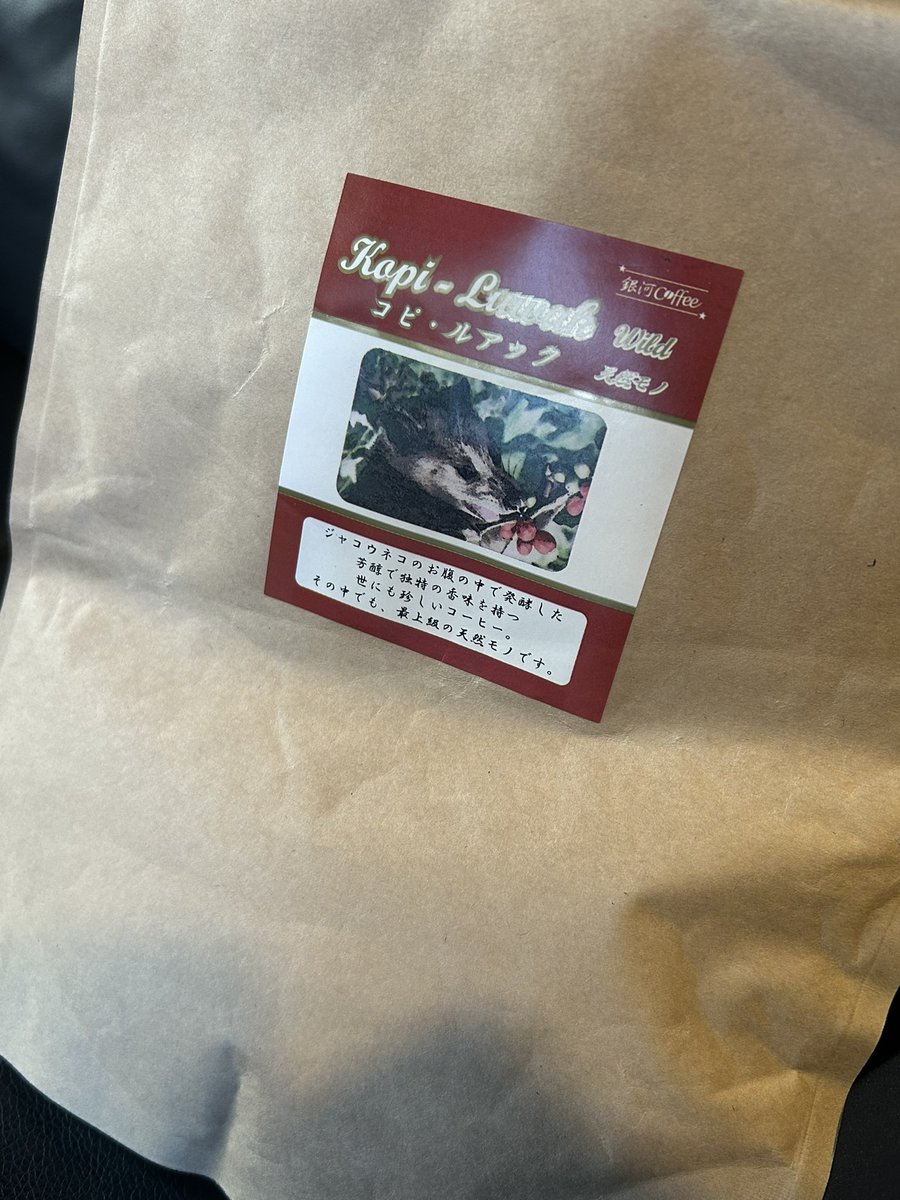 Kopi - Luwak
銀河Coffee
コピ・ルアック
Wild
天然モノ
ジャコウネコのお腹の中で発酵した
芳醇で独特の香味を持つ
世にも珍しいコーヒー。
その中でも、最上級の天然モノです。